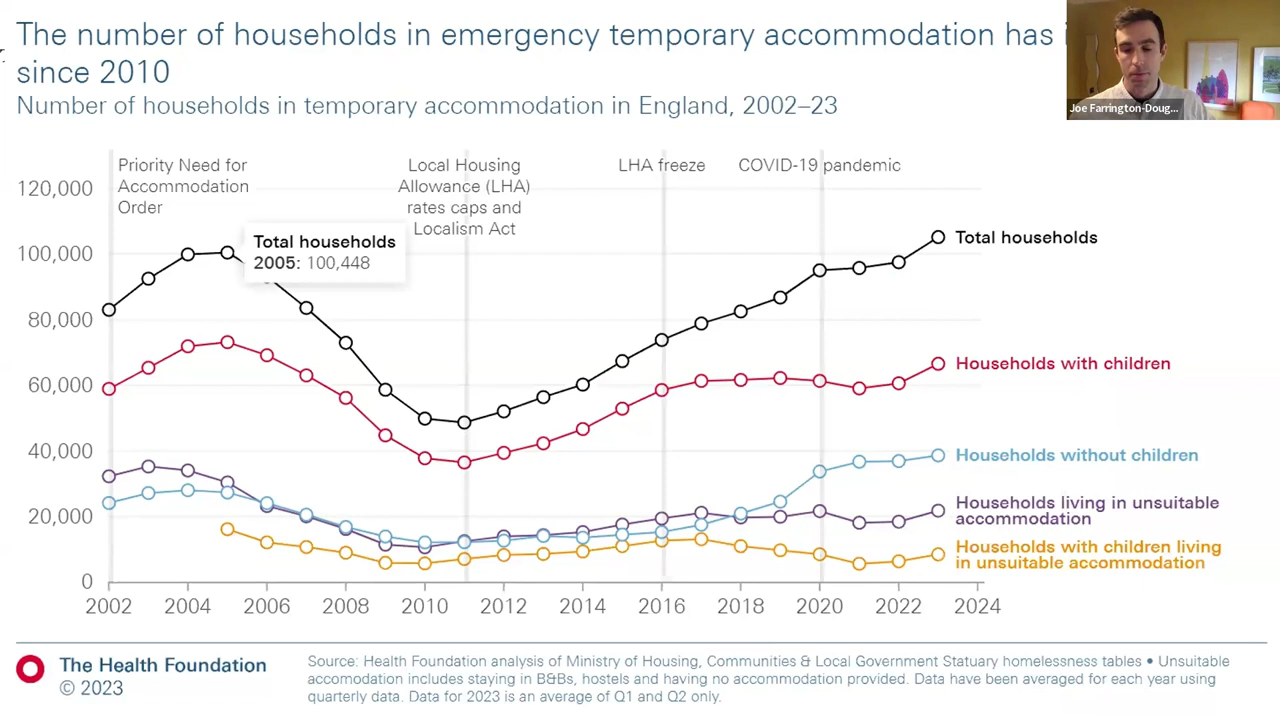 The number of households in emergency temporary accommodation has
since 2010
Number of households in temporary accommodation in England, 2002–23
Joe Farrington-Doug...
Priority Need for
Accommodation
Order
Local Housing
Allowance (LHA)
rates caps and
Localism Act
LHA freeze
COVID-19 pandemic
120,000
100,000
80,000
60,000
40,000
20,000
0
Total households
2005: 100,448
Total households
Households with children
Households without children
Households living in unsuitable
accommodation
Households with children living
in unsuitable accommodation
2002 2004 2006 2008 2010 2012 2014 2016 2018 2020 2022 2024
The Health Foundation
© 2023
Source: Health Foundation analysis of Ministry of Housing, Communities & Local Government Statuary homelessness tables • Unsuitable
accomodation includes staying in B&Bs, hostels and having no accommodation provided. Data have been averaged for each year using
quarterly data. Data for 2023 is an average of Q1 and Q2 only.